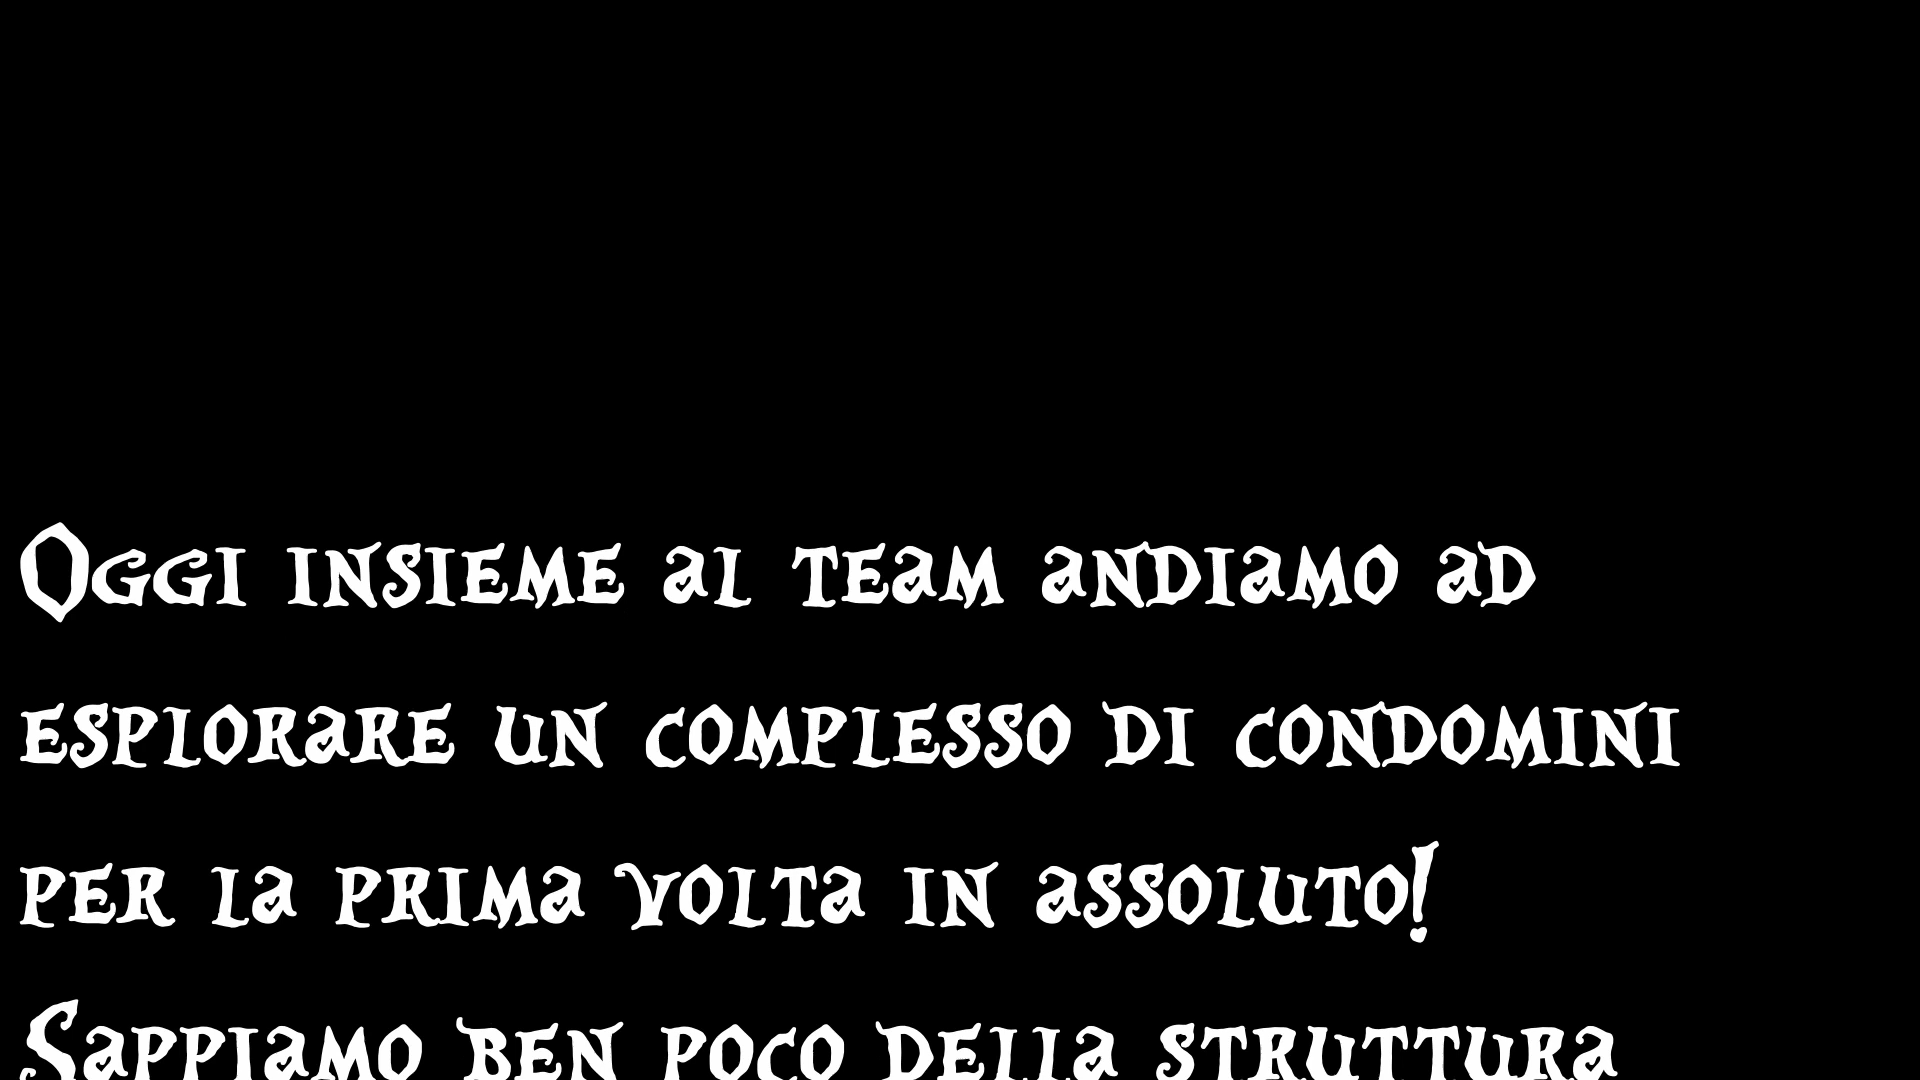 Oggi insieme al team andiamo ad
esplorare un complesso di condomini
per la prima volta in assoluto!
Sappiamo ben poco della struttura